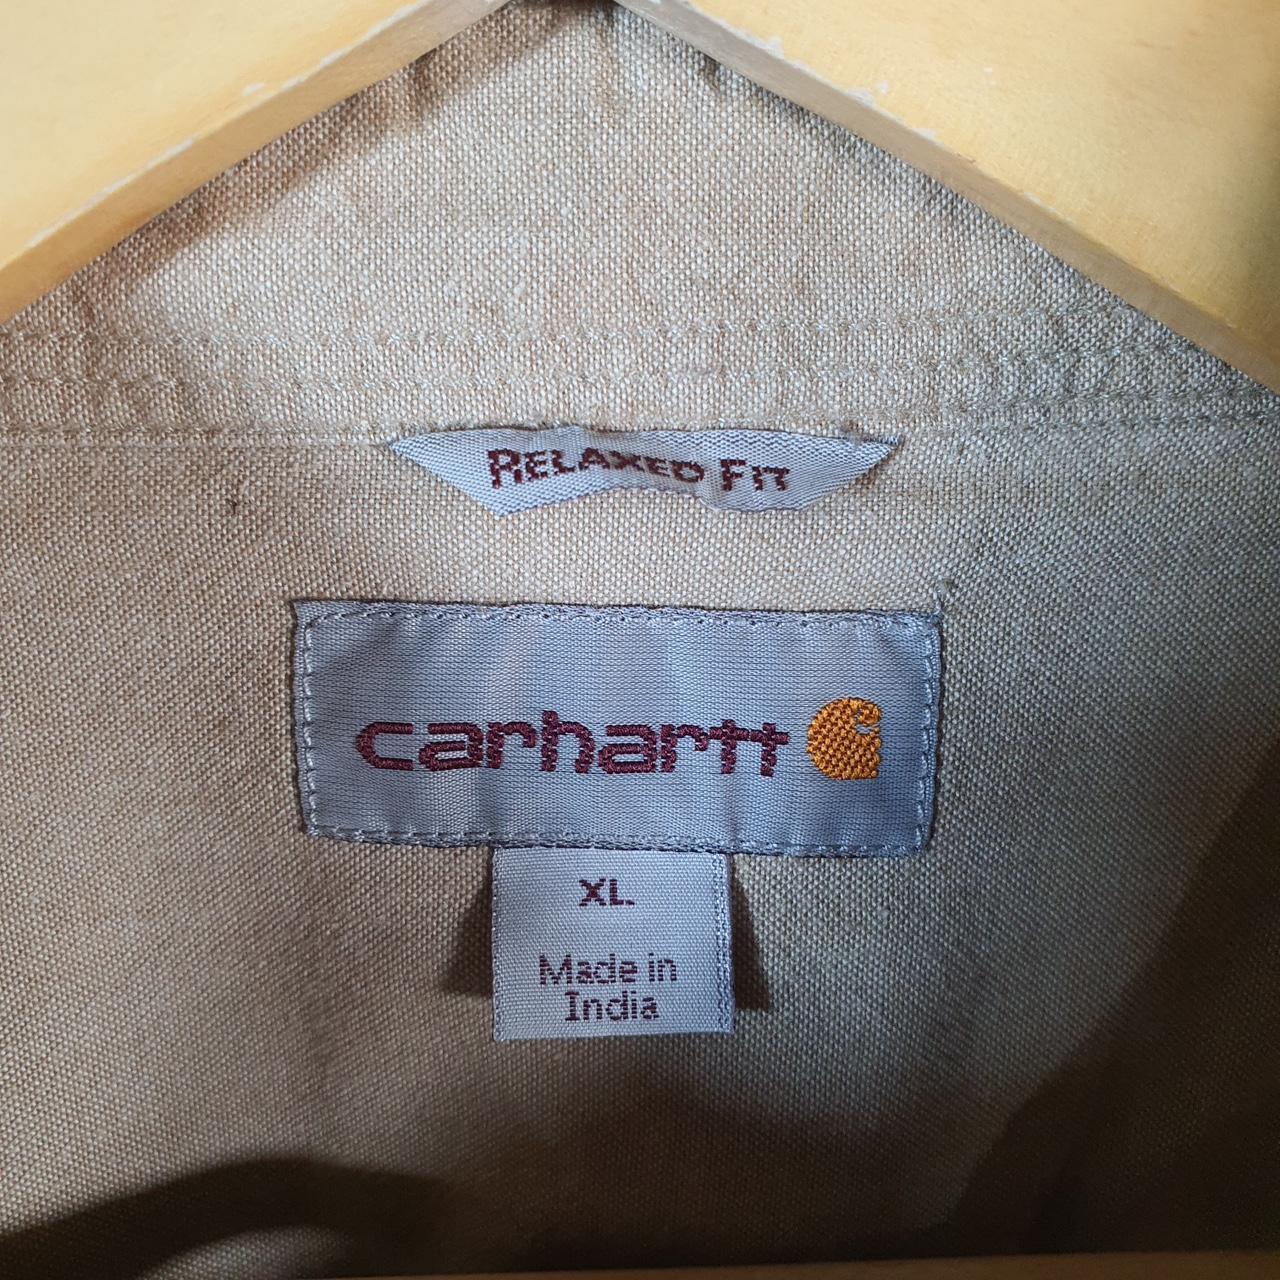 RELAXED FIT
carhartt
XL
Made in
India